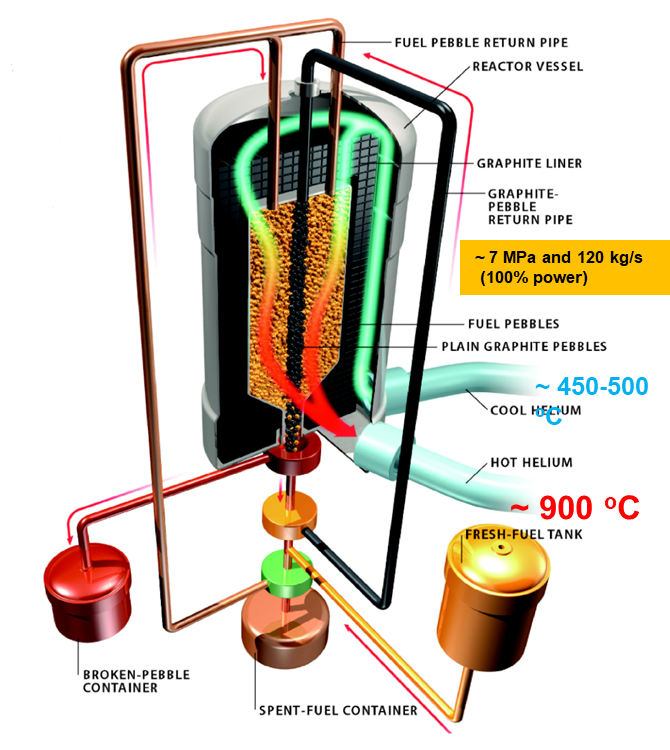 FUEL PEBBLE RETURN PIPE
REACTOR VESSEL
GRAPHITE LINER
GRAPHITE-
PEBBLE
RETURN PIPE
~ 7 MPa and 120 kg/s
(100% power)
FUEL PEBBLES
PLAIN GRAPHITE PEBBLES
~ 450-500
ºC
COOL HELIUM
HOT HELIUM
~ 900 ºC
FRESH-FUEL TANK
BROKEN-PEBBLE
CONTAINER
SPENT-FUEL CONTAINER